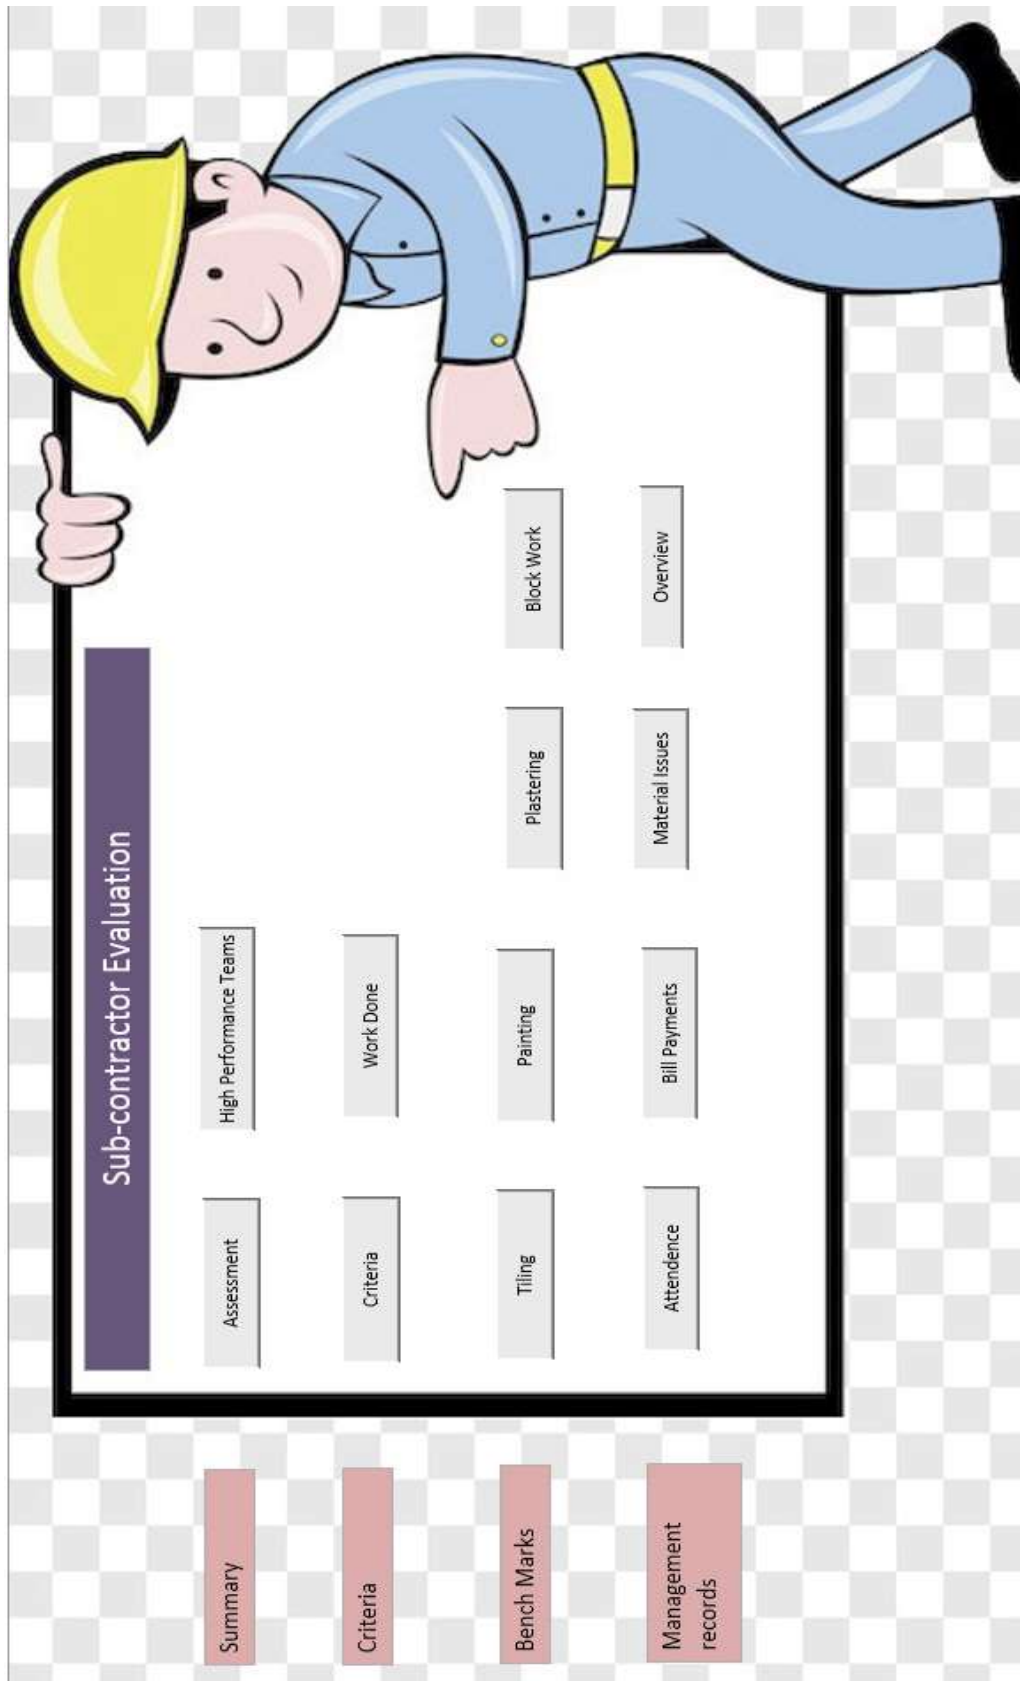 Sub-contractor Evaluation
Summary
Assessment
High Performance Teams
Criteria
Criteria
Work Done
Bench Marks
Tiling
Painting
Plastering
Block Work
Management
records
Attendence
Bill Payments
Material Issues
Overview